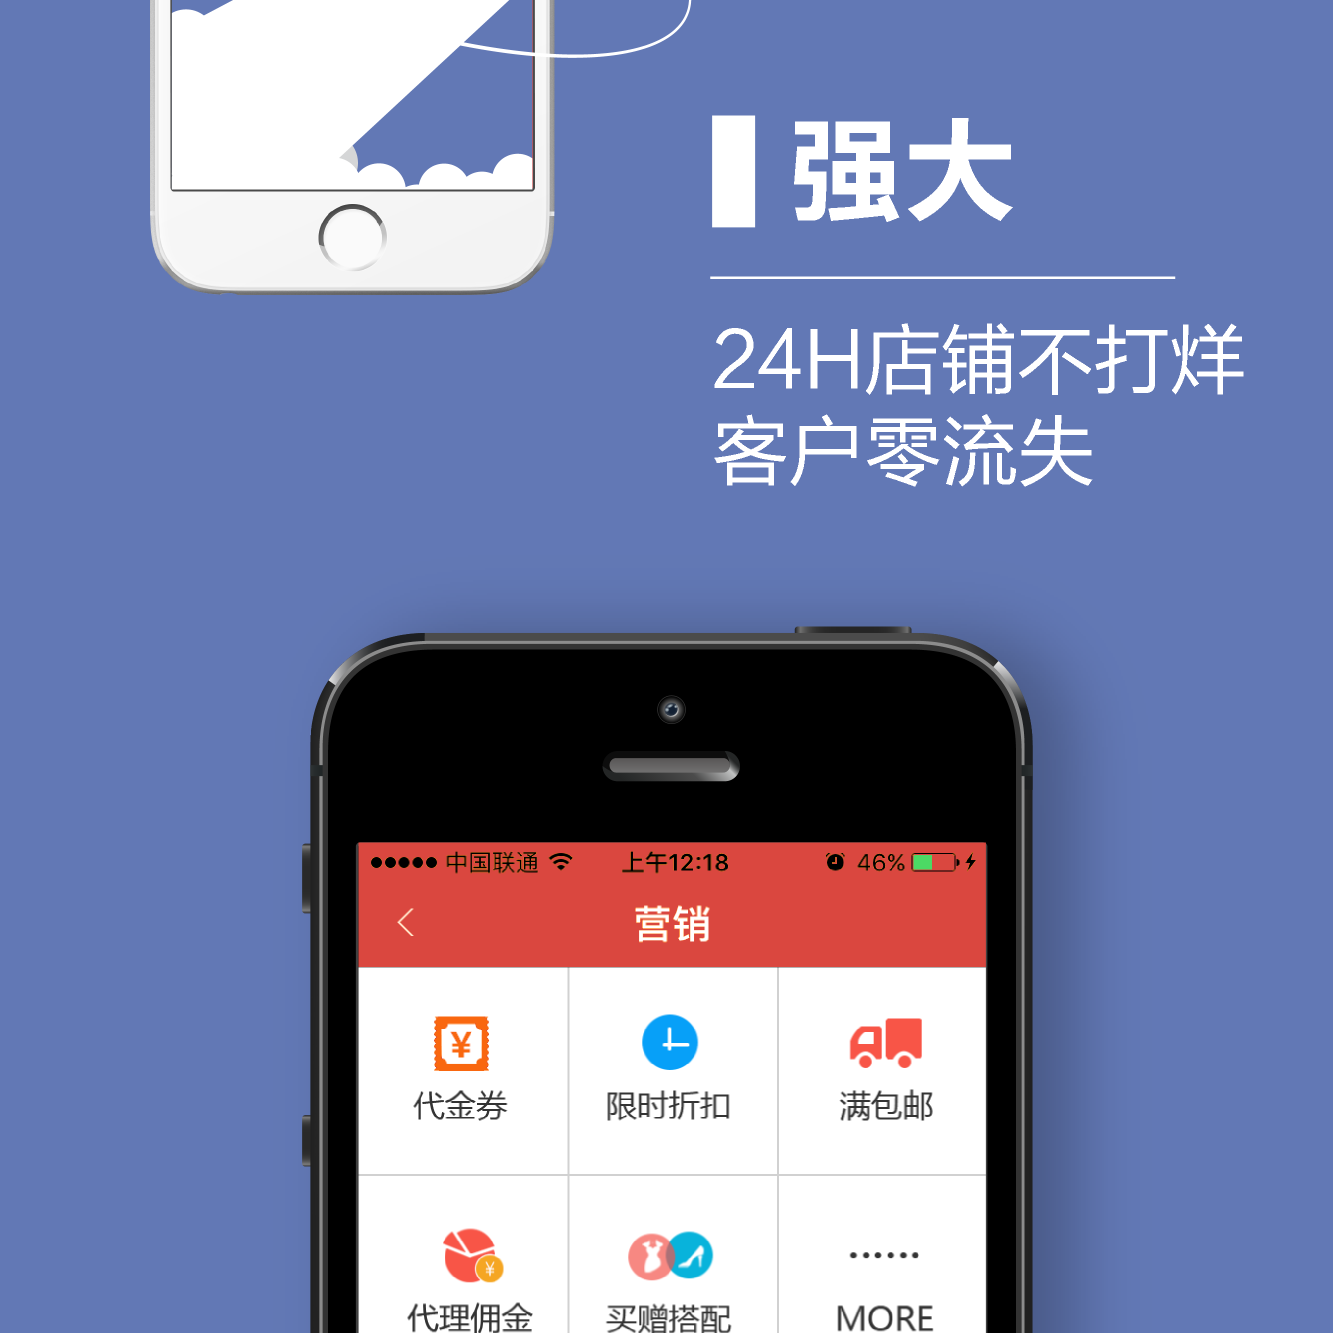 强大
24H店铺不打烊
客户零流失
中国联通 上午12:18 46%
营销
代金券 限时折扣 满包邮
代理佣金 买赠搭配 MORE